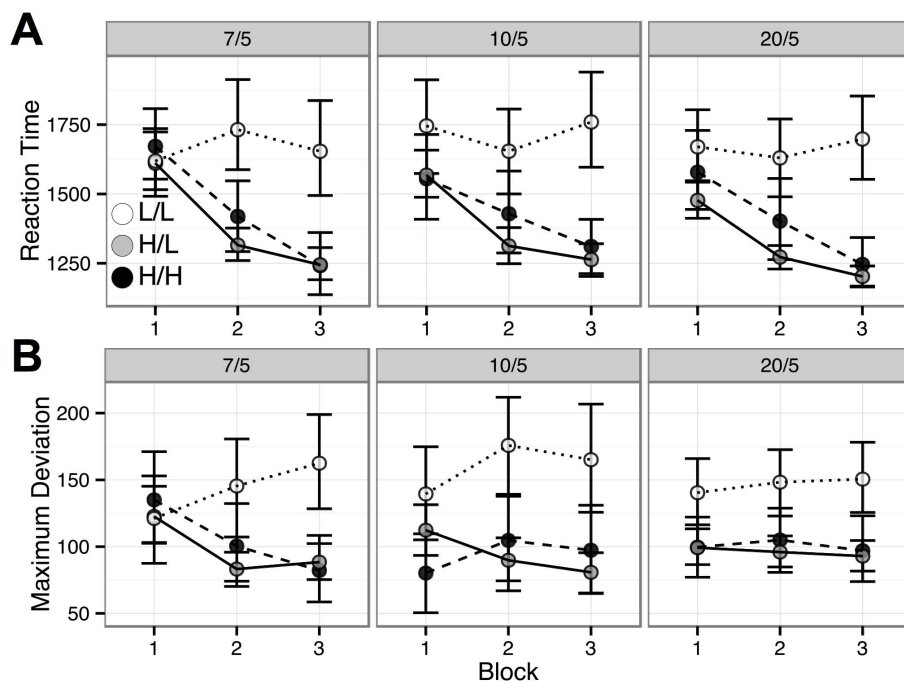 A
7/5 10/5 20/5
Reaction Time
1750
1500
1250
L/L
H/L
H/H
1 2 3 1 2 3 1 2 3
B
7/5 10/5 20/5
Maximum Deviation
200
150
100
50
1 2 3 1 2 3 1 2 3
Block